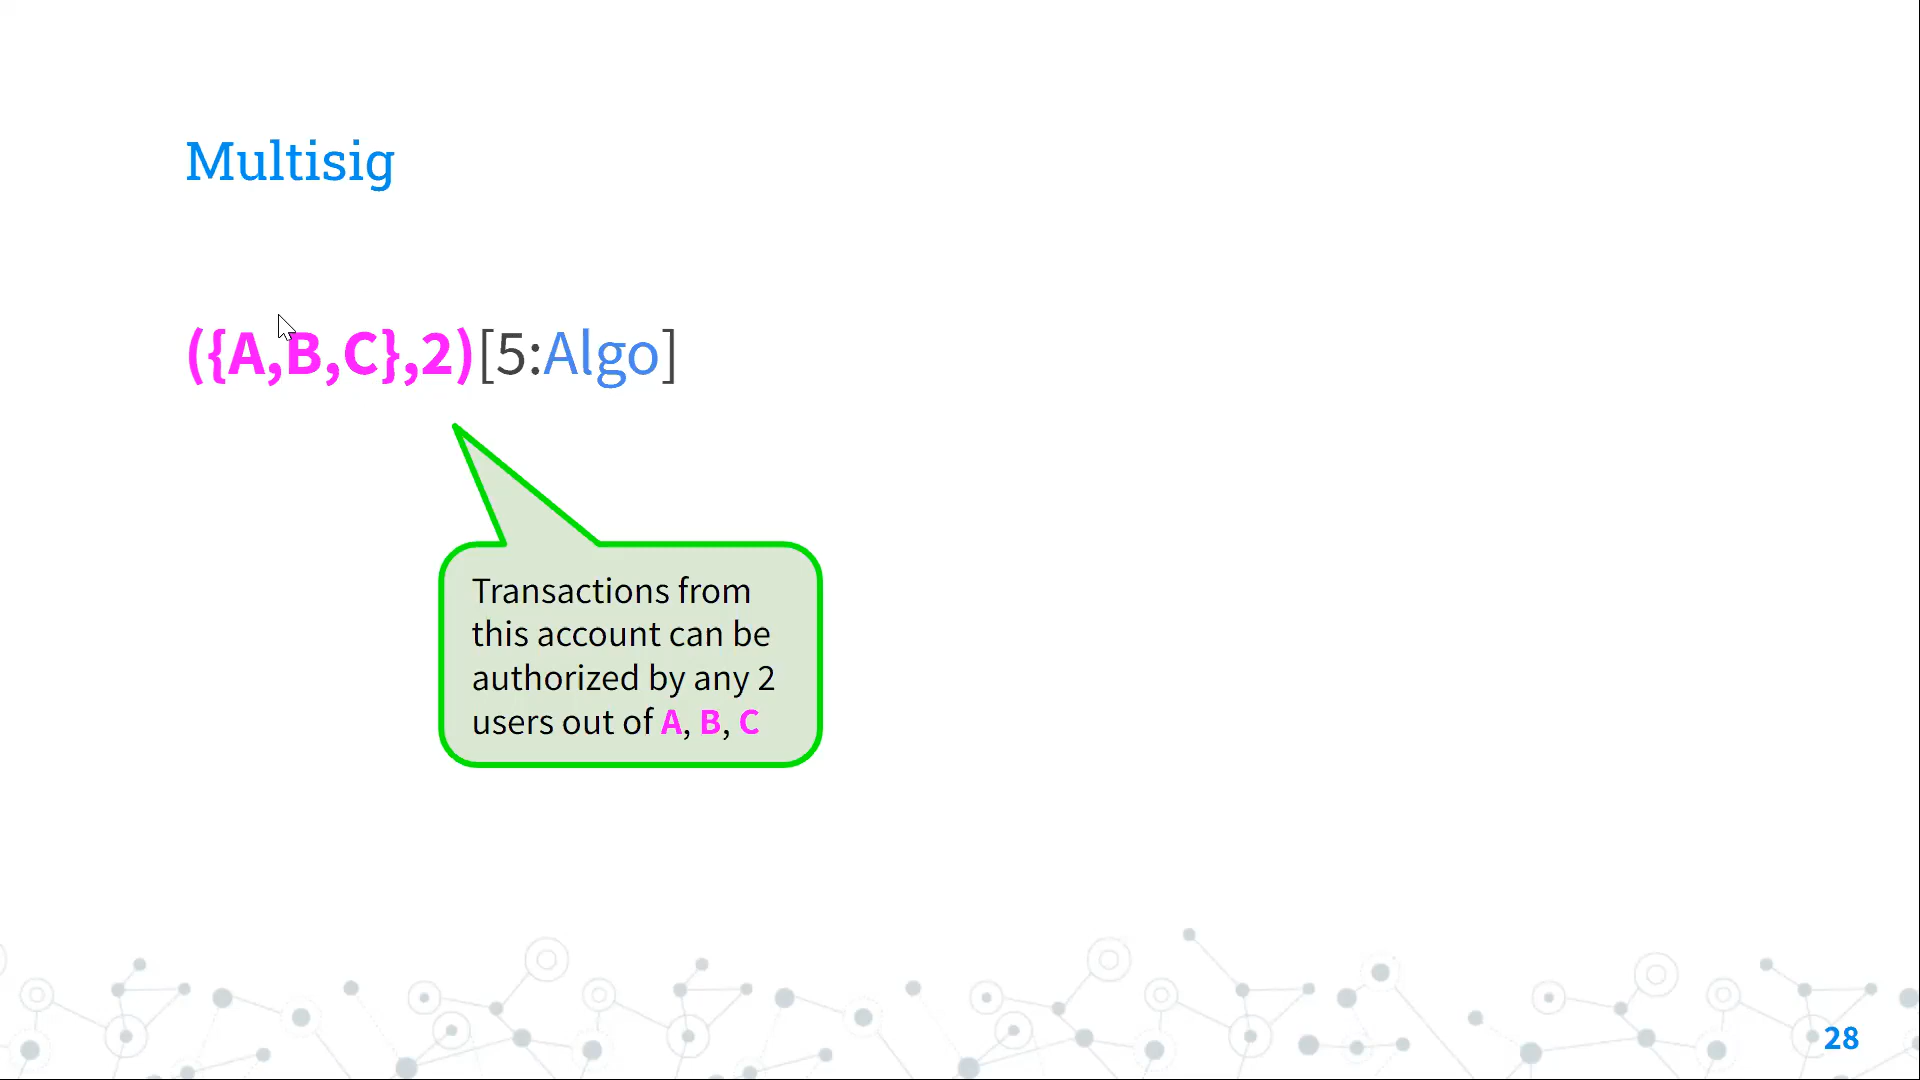 Multisig
({A,B,C},2)[5:Algo]
Transactions from
this account can be
authorized by any 2
users out of A, B, C
28